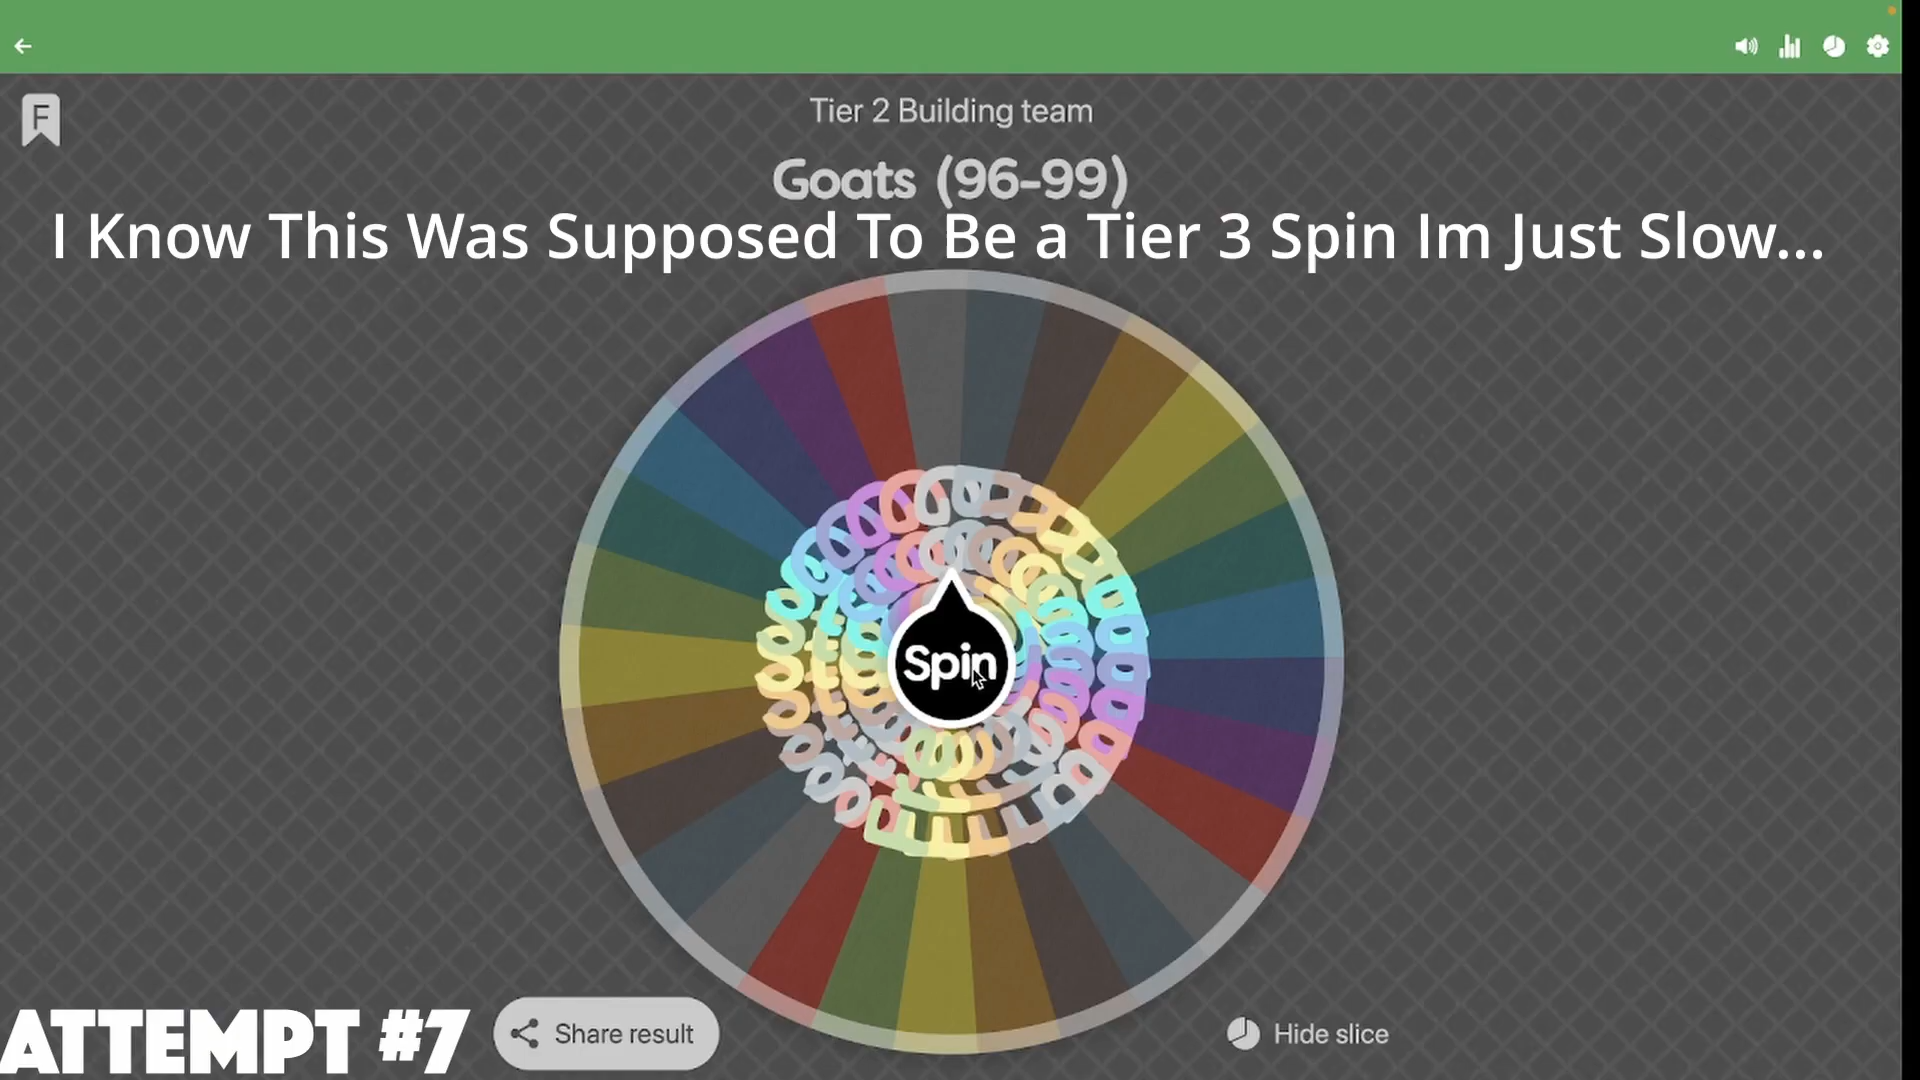 F
Tier 2 Building team
Goats (96-99)
I Know This Was Supposed To Be a Tier 3 Spin Im Just Slow...
Spin
ATTEMPT #7
Share result
Hide slice